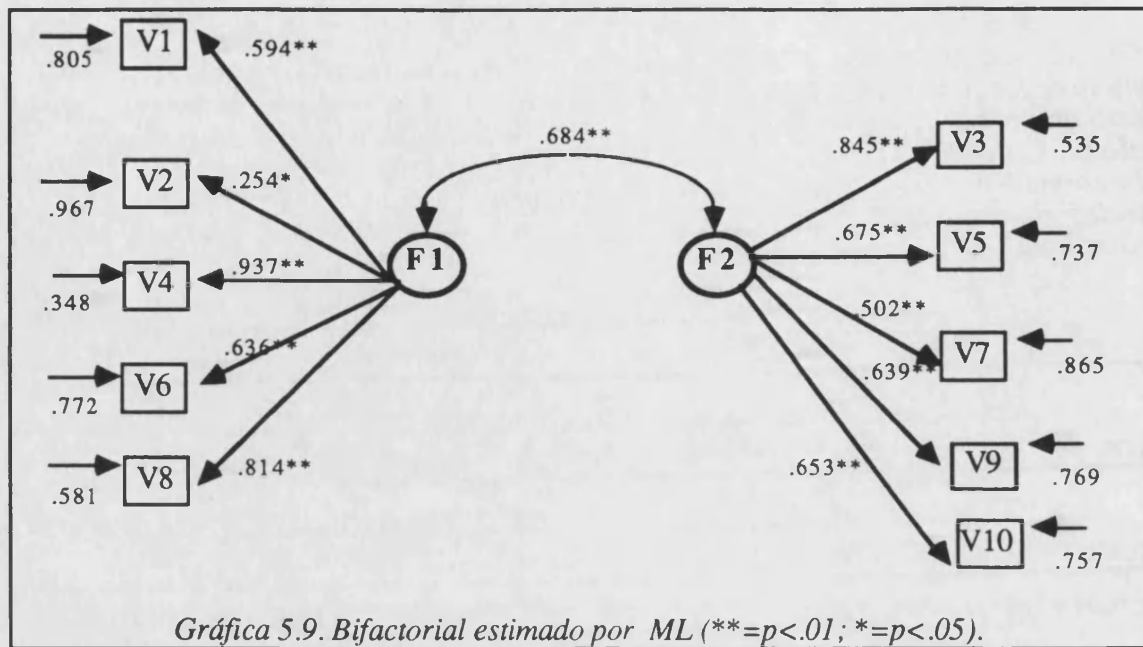 V1
.805
.594**
V2
.967
.254*
V4
.348
.937**
V6
.772
.636**
V8
.581
.814**
F1
.684**
F2
.845**
V3
.535
.675**
V5
.737
.502**
V7
.865
.639**
V9
.769
.653**
V10
.757
Gráfica 5.9. Bifactorial estimado por ML (**=p<.01; *=p<.05).